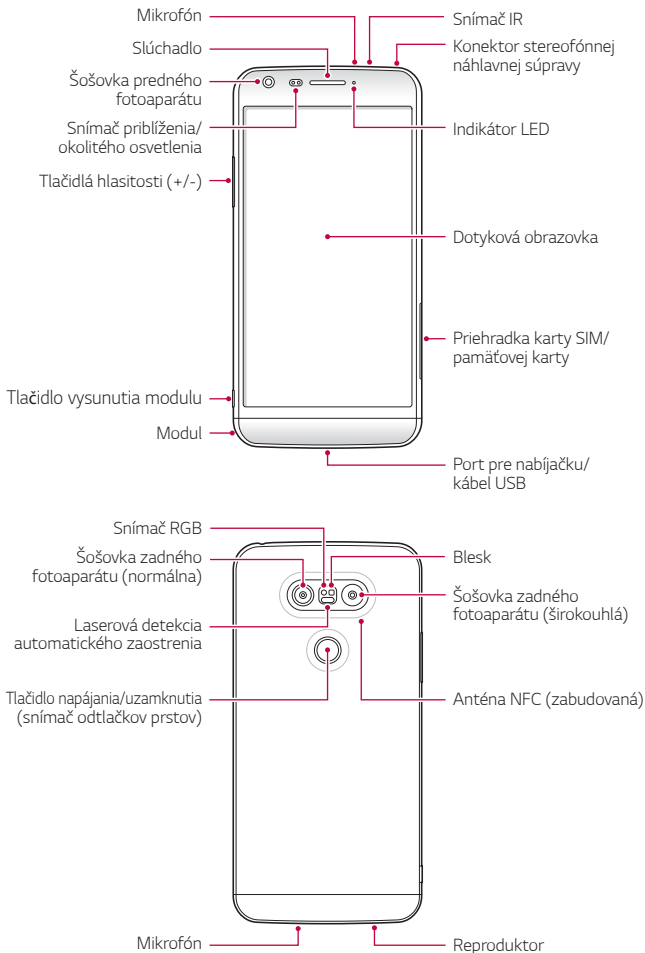 Mikrofón
Slúchadlo
Šošovka predného
fotoaparátu
Snímač priblíženia/
okolitého osvetlenia
Tlačidlá hlasitosti (+/-)
Tlačidlo vysunutia modulu
Modul
Snímač IR
Konektor stereofónnej
náhlavnej súpravy
Indikátor LED
Dotyková obrazovka
Priehradka karty SIM/
pamäťovej karty
Port pre nabíjačku/
kábel USB
Snímač RGB
Šošovka zadného
fotoaparátu (normálna)
Laserová detekcia
automatického zaostrenia
Tlačidlo napájania/uzamknutia
(snímač odtlačkov prstov)
Mikrofón
Blesk
Šošovka zadného
fotoaparátu (širokouhlá)
Anténa NFC (zabudovaná)
Reproduktor